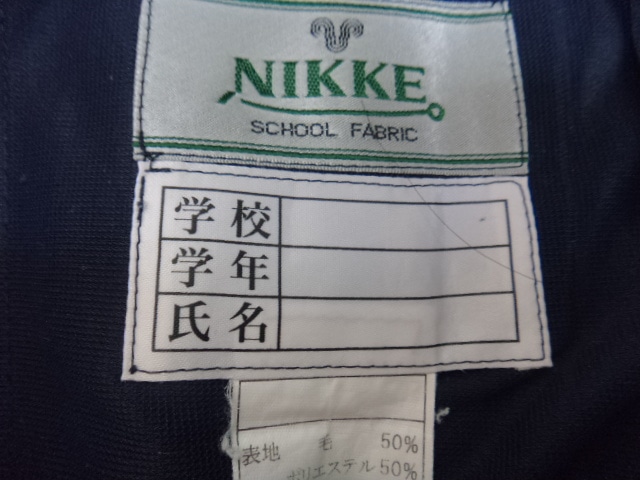 NIKKE
SCHOOL FABRIC
学校
学年
氏名
表地 毛 50%
ポリエステル 50%